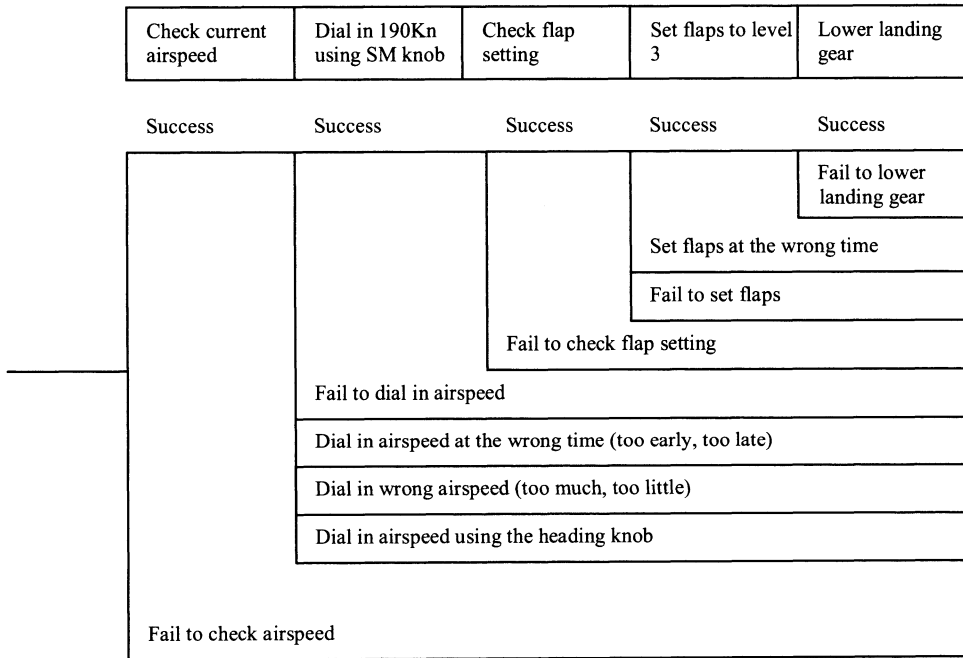 Check current
airspeed
Dial in 190Kn
using SM knob
Check flap
setting
Set flaps to level
3
Lower landing
gear
Success
Success
Success
Success
Success
Fail to lower
landing gear
Set flaps at the wrong time
Fail to set flaps
Fail to check flap setting
Fail to dial in airspeed
Dial in airspeed at the wrong time (too early, too late)
Dial in wrong airspeed (too much, too little)
Dial in airspeed using the heading knob
Fail to check airspeed